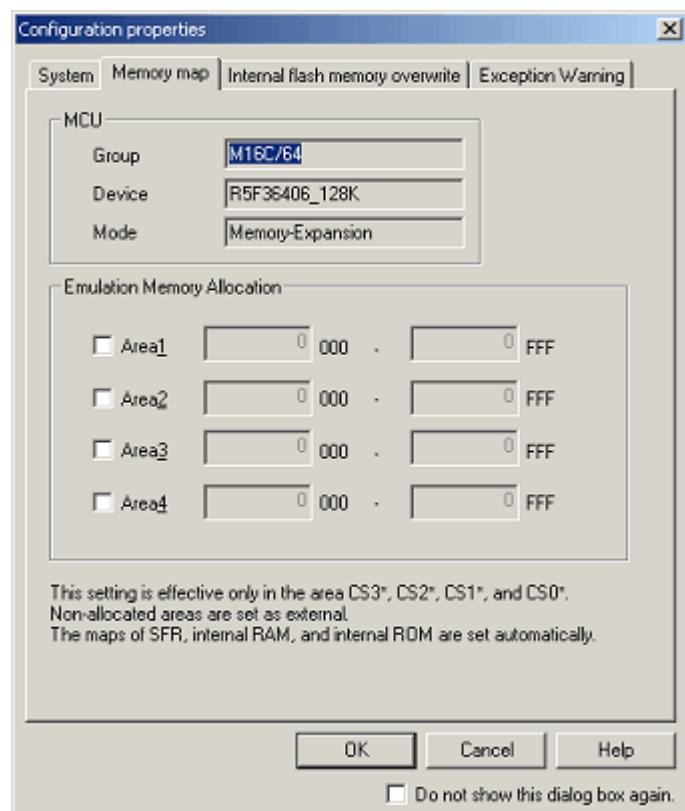 Configuration properties
System Memory map Internal flash memory overwrite Exception Warning
MCU
Group M16C/64
Device R5F36406_128K
Mode Memory-Expansion
Emulation Memory Allocation
Area1 0 000 - 0 FFF
Area2 0 000 - 0 FFF
Area3 0 000 - 0 FFF
Area4 0 000 - 0 FFF
This setting is effective only in the area CS3*, CS2*, CS1*, and CS0*.
Non-allocated areas are set as external.
The maps of SFR, internal RAM, and internal ROM are set automatically.
OK Cancel Help
Do not show this dialog box again.